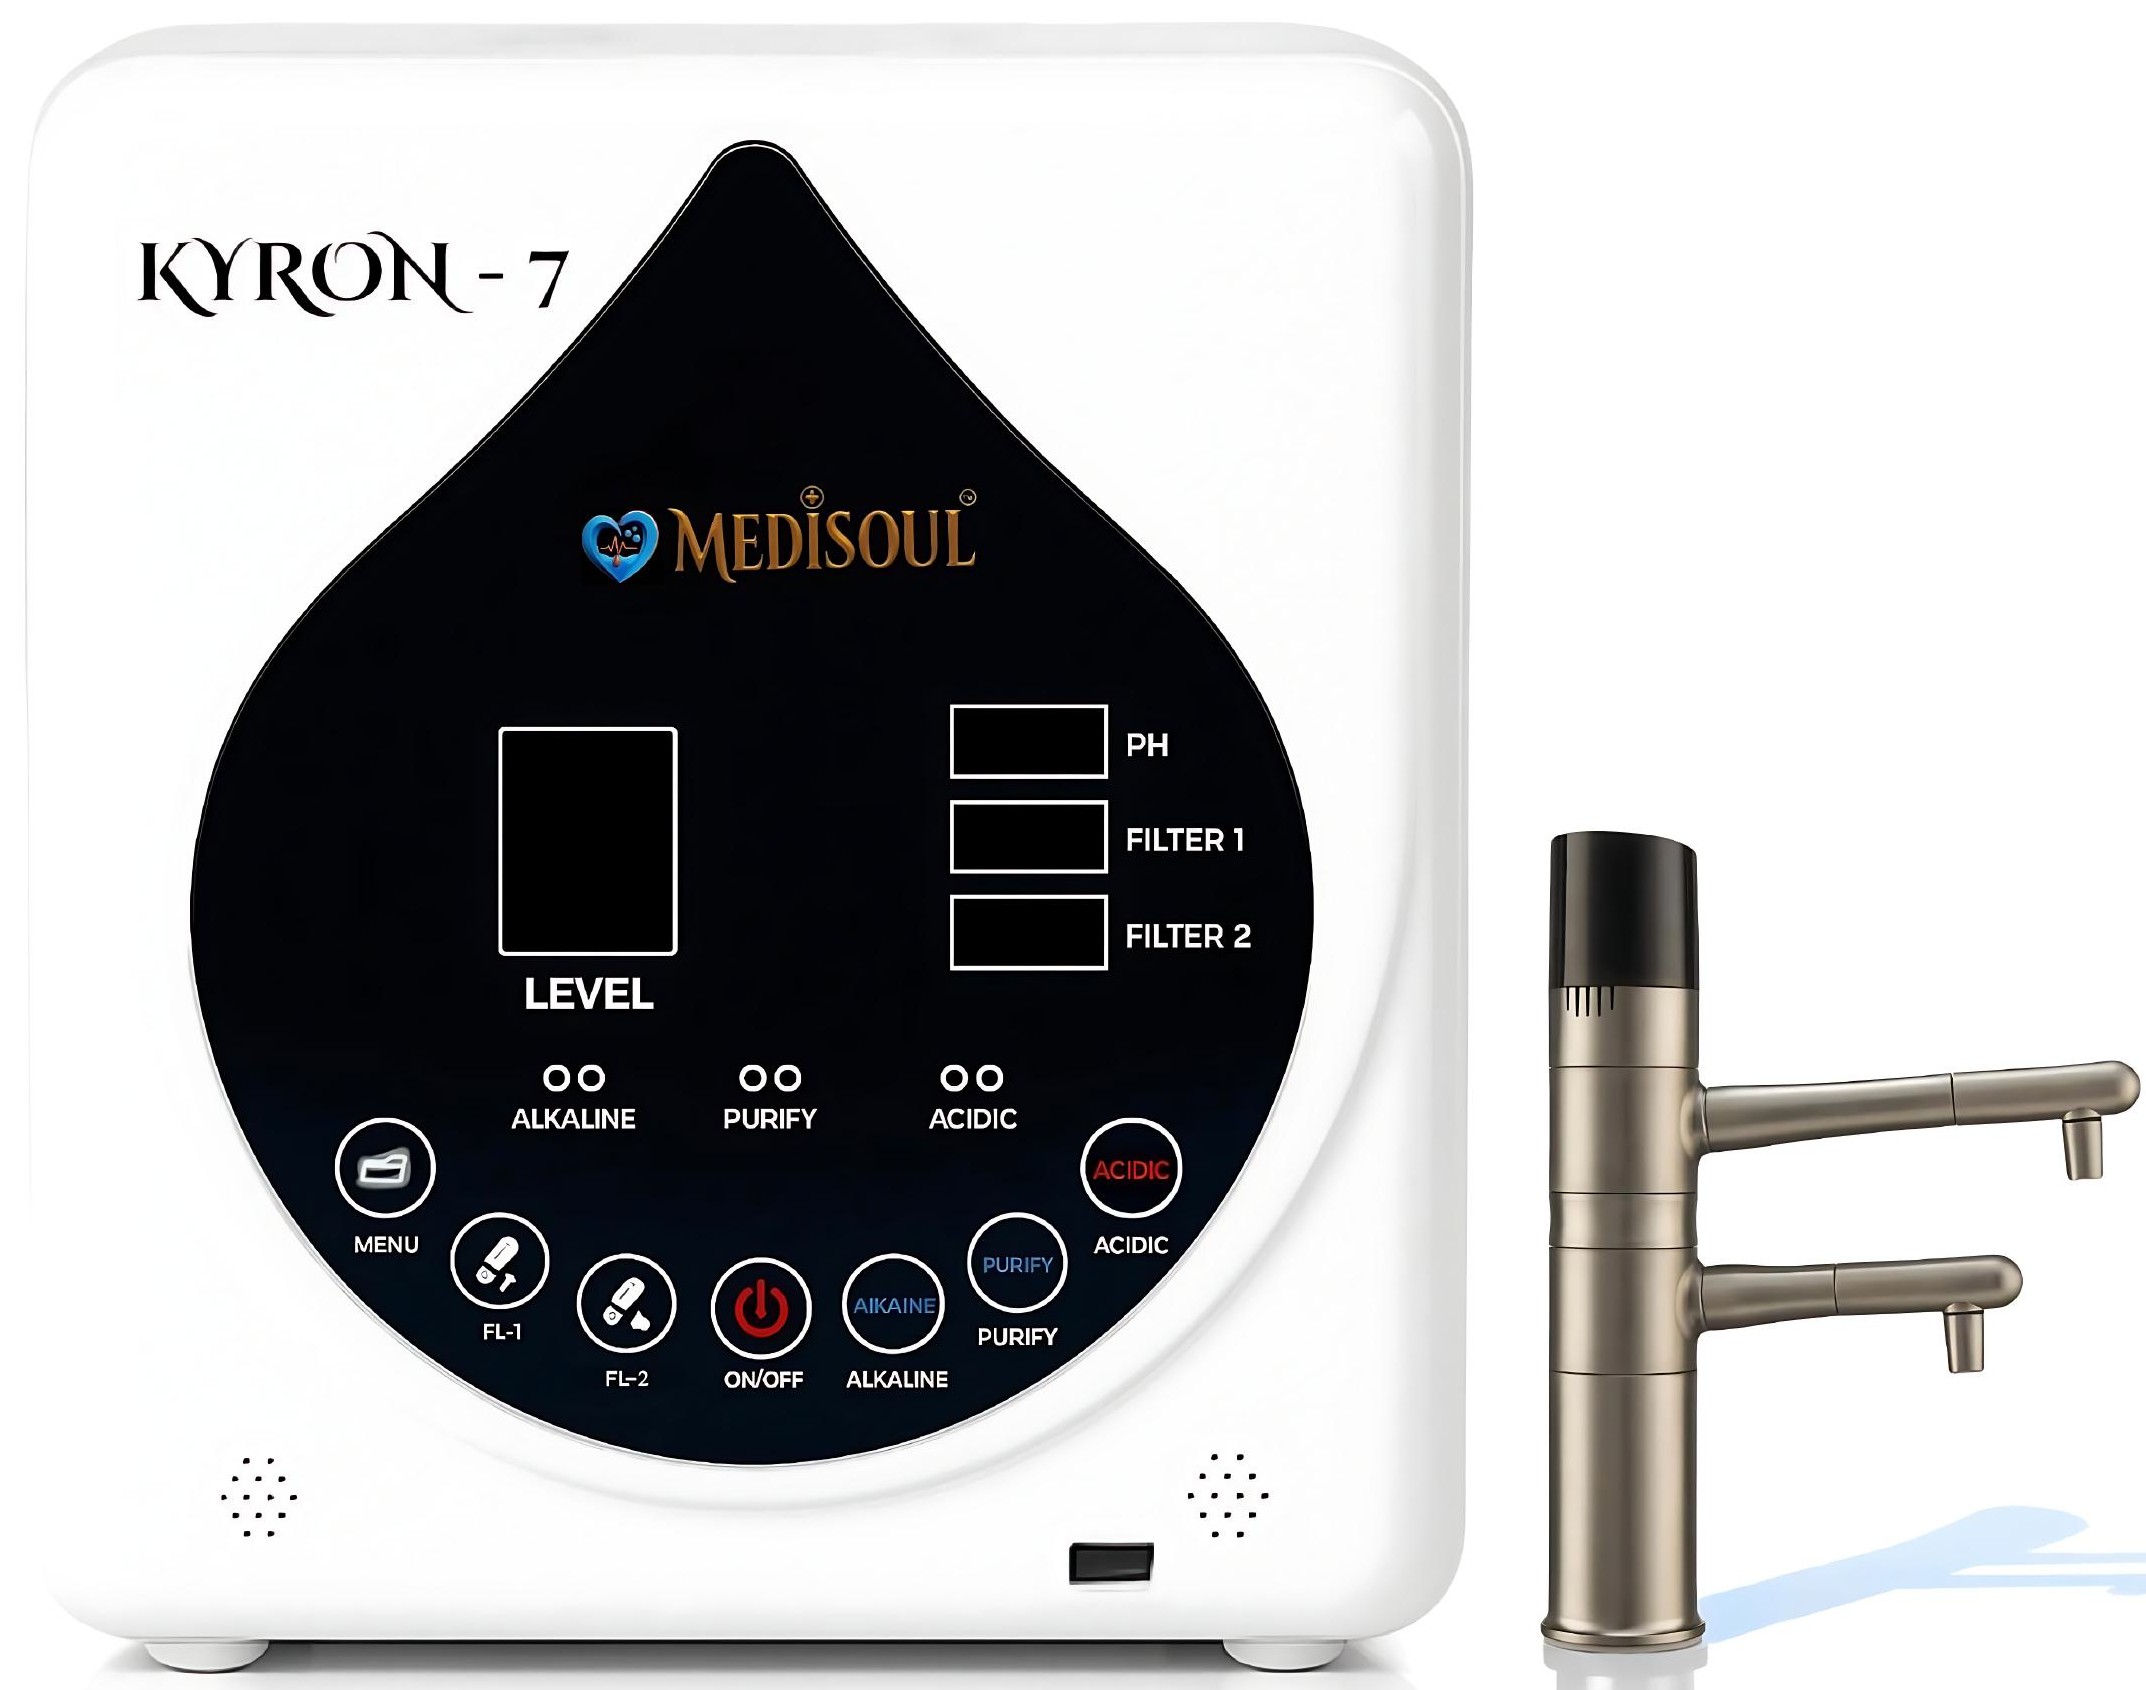 KYRON - 7
MEDISOUL
TM
PH
FILTER 1
FILTER 2
LEVEL
ALKALINE
PURIFY
ACIDIC
MENU
FL-1
FL-2
ON/OFF
AIKAINE
ALKALINE
PURIFY
PURIFY
ACIDIC
ACIDIC